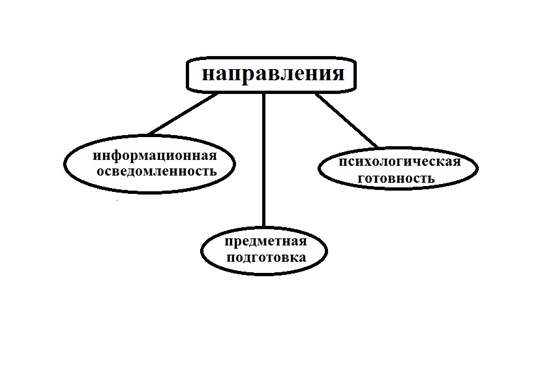 направления
информационная
осведомленность
психологическая
готовность
предметная
подготовка